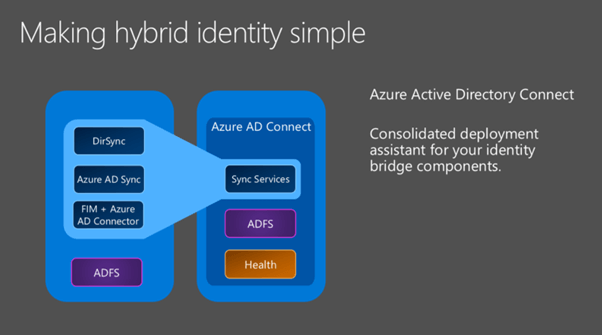 Making hybrid identity simple
DirSync
Azure AD Sync
FIM + Azure
AD Connector
ADFS
Azure AD Connect
Sync Services
ADFS
Health
Azure Active Directory Connect
Consolidated deployment
assistant for your identity
bridge components.